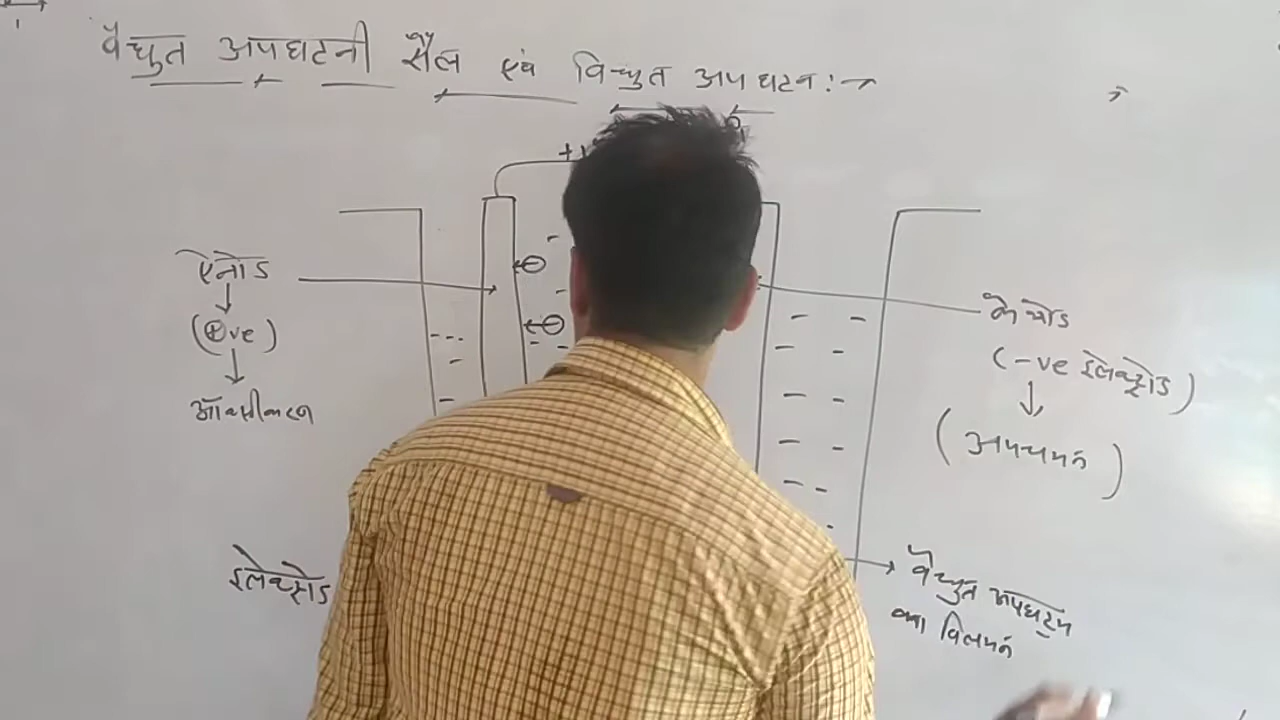 वैद्युत अपघटनी सैल एवं विद्युत अपघटन :→
ऐनोड
(⊕ve)
ऑक्सीकरण
इलेक्ट्रोड
कैथोड
(-ve इलेक्ट्रोड)
(अपचयन)
वैद्युत अपघट्य
का विलयन